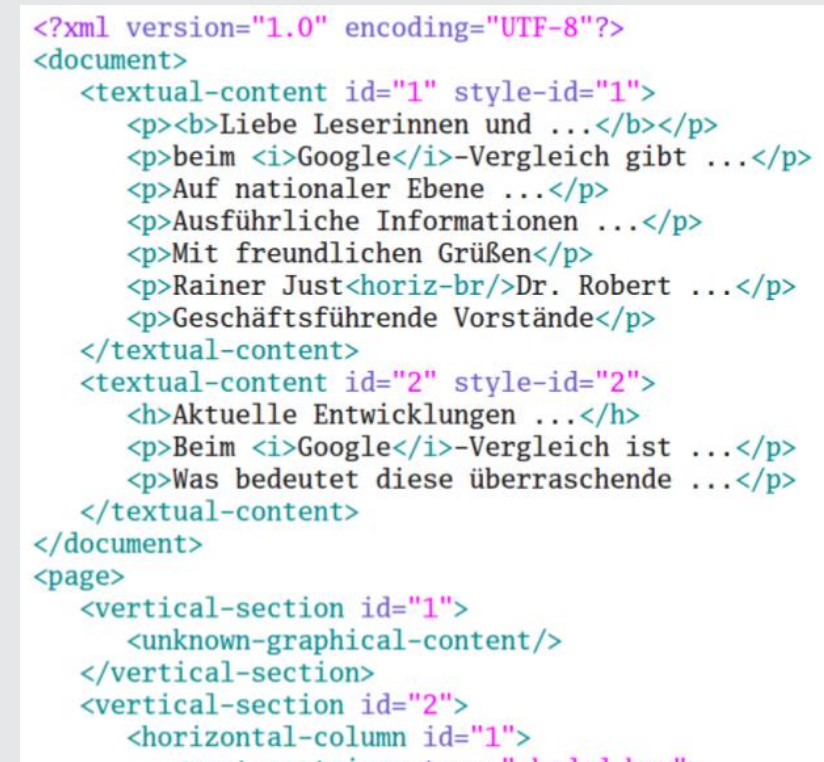 <?xml version="1.0" encoding="UTF-8"?>
<document>
<textual-content id="1" style-id="1">
<p><b>Liebe Leserinnen und ...</b></p>
<p>beim <i>Google</i>-Vergleich gibt ...</p>
<p>Auf nationaler Ebene ...</p>
<p>Ausführliche Informationen ...</p>
<p>Mit freundlichen Grüßen</p>
<p>Rainer Just<horiz-br/>Dr. Robert ...</p>
<p>Geschäftsführende Vorstände</p>
</textual-content>
<textual-content id="2" style-id="2">
<h>Aktuelle Entwicklungen ...</h>
<p>Beim <i>Google</i>-Vergleich ist ...</p>
<p>Was bedeutet diese überraschende ...</p>
</textual-content>
</document>
<page>
<vertical-section id="1">
<unknown-graphical-content/>
</vertical-section>
<vertical-section id="2">
<horizontal-column id="1">